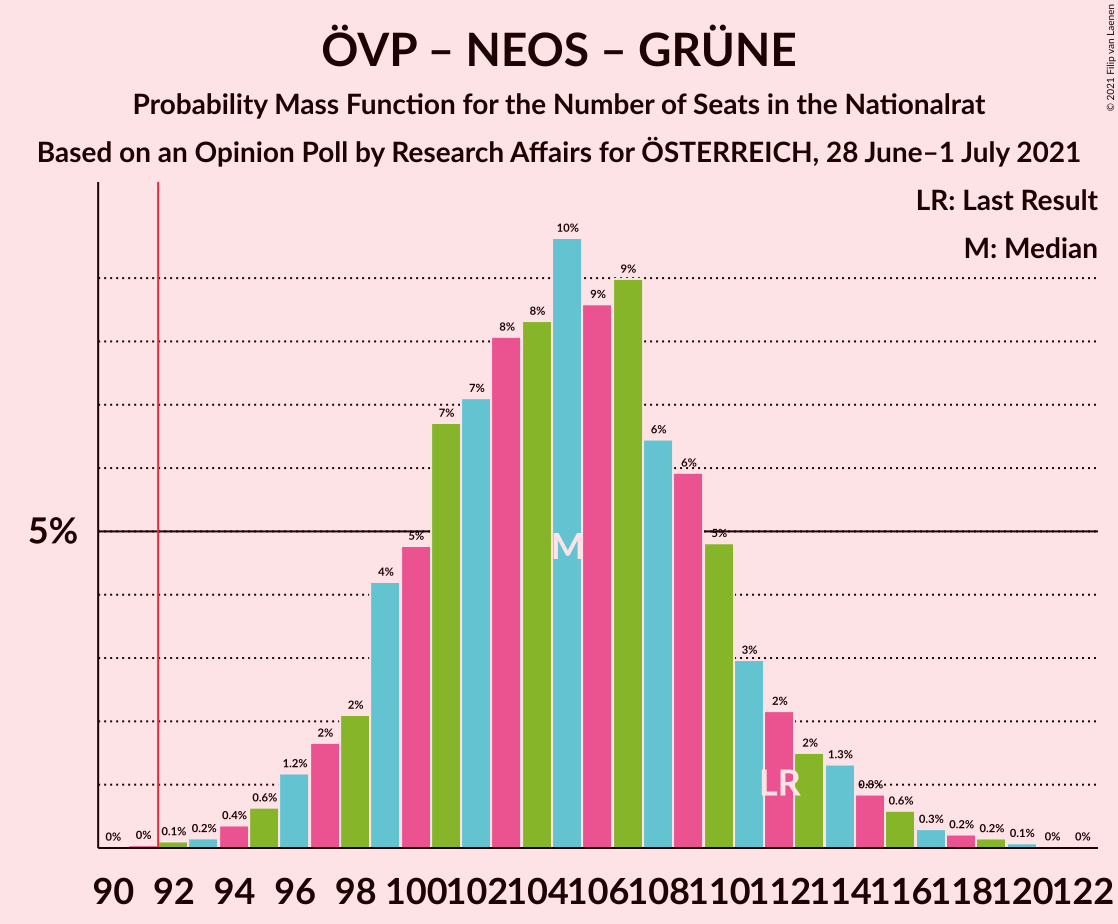 ÖVP – NEOS – GRÜNE
Probability Mass Function for the Number of Seats in the Nationalrat
Based on an Opinion Poll by Research Affairs for ÖSTERREICH, 28 June–1 July 2021
© 2021 Filip van Laenen
LR: Last Result
M: Median
5%
0% 0% 0.1% 0.2% 0.4% 0.6% 1.2% 2% 2% 4% 5% 7% 7% 8% 8% 10% 9% 9% 6% 6% 5% 3% 2% 2% 1.3% 0.8% 0.6% 0.3% 0.2% 0.2% 0.1% 0% 0%
M
LR
90 92 94 96 98 100 102 104 106 108 110 112 114 116 118 120 122